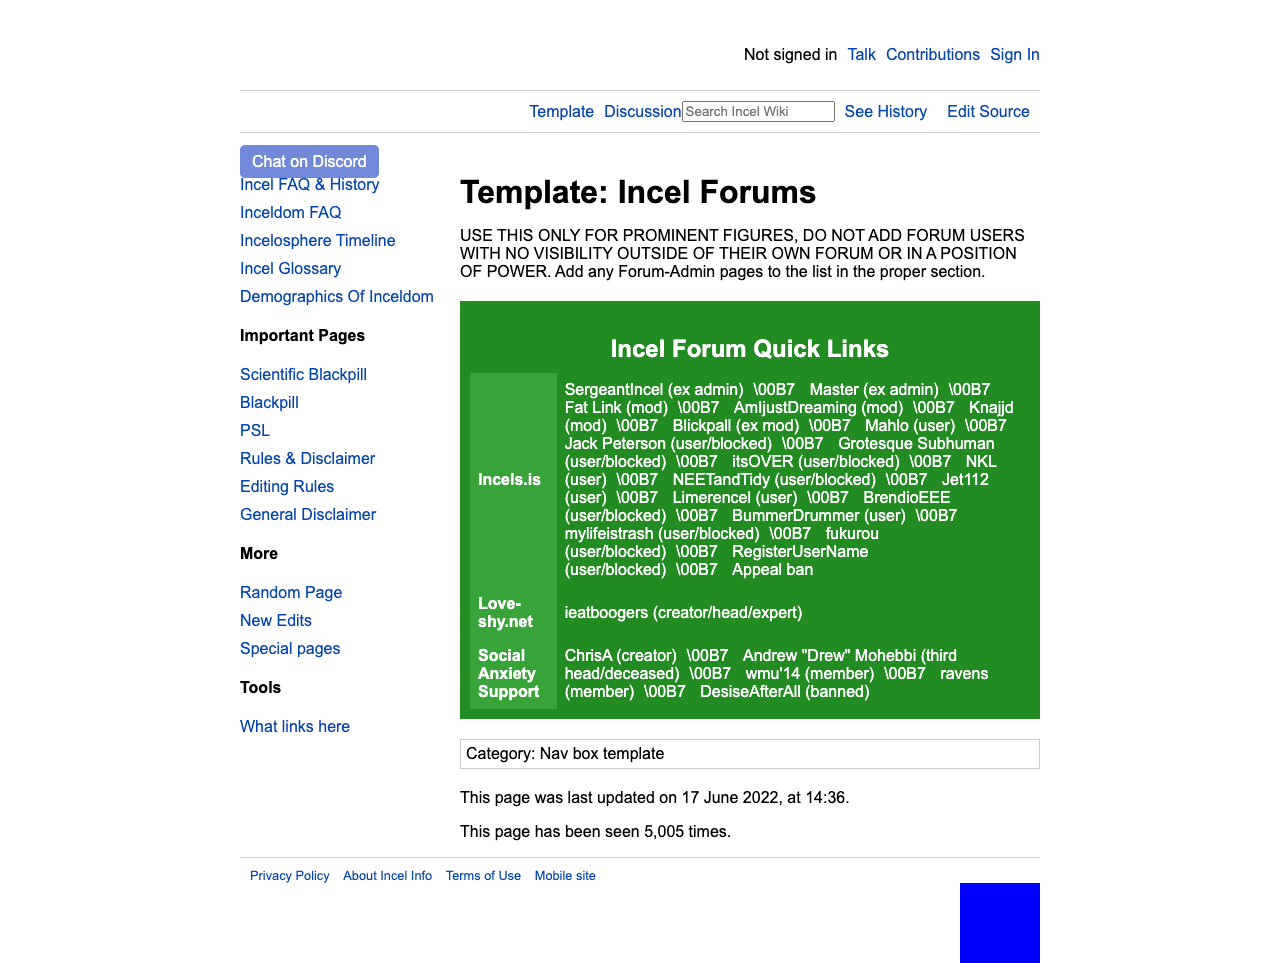 Not signed in Talk Contributions Sign In
Template Discussion Search Incel Wiki See History Edit Source
Chat on Discord
Incel FAQ & History
Inceldom FAQ
Incelosphere Timeline
Incel Glossary
Demographics Of Inceldom
Important Pages
Scientific Blackpill
Blackpill
PSL
Rules & Disclaimer
Editing Rules
General Disclaimer
More
Random Page
New Edits
Special pages
Tools
What links here
Template: Incel Forums
USE THIS ONLY FOR PROMINENT FIGURES, DO NOT ADD FORUM USERS
WITH NO VISIBILITY OUTSIDE OF THEIR OWN FORUM OR IN A POSITION
OF POWER. Add any Forum-Admin pages to the list in the proper section.
Incel Forum Quick Links
Incels.is
SergeantIncel (ex admin) \00B7 Master (ex admin) \00B7
Fat Link (mod) \00B7 AmIjustDreaming (mod) \00B7 Knajjd
(mod) \00B7 Blickpall (ex mod) \00B7 Mahlo (user) \00B7
Jack Peterson (user/blocked) \00B7 Grotesque Subhuman
(user/blocked) \00B7 itsOVER (user/blocked) \00B7 NKL
(user) \00B7 NEETandTidy (user/blocked) \00B7 Jet112
(user) \00B7 Limerencel (user) \00B7 BrendioEEE
(user/blocked) \00B7 BummerDrummer (user) \00B7
mylifeistrash (user/blocked) \00B7 fukurou
(user/blocked) \00B7 RegisterUserName
(user/blocked) \00B7 Appeal ban
Love-
shy.net
ieatboogers (creator/head/expert)
Social
Anxiety
Support
ChrisA (creator) \00B7 Andrew "Drew" Mohebbi (third
head/deceased) \00B7 wmu'14 (member) \00B7 ravens
(member) \00B7 DesiseAfterAll (banned)
Category: Nav box template
This page was last updated on 17 June 2022, at 14:36.
This page has been seen 5,005 times.
Privacy Policy About Incel Info Terms of Use Mobile site